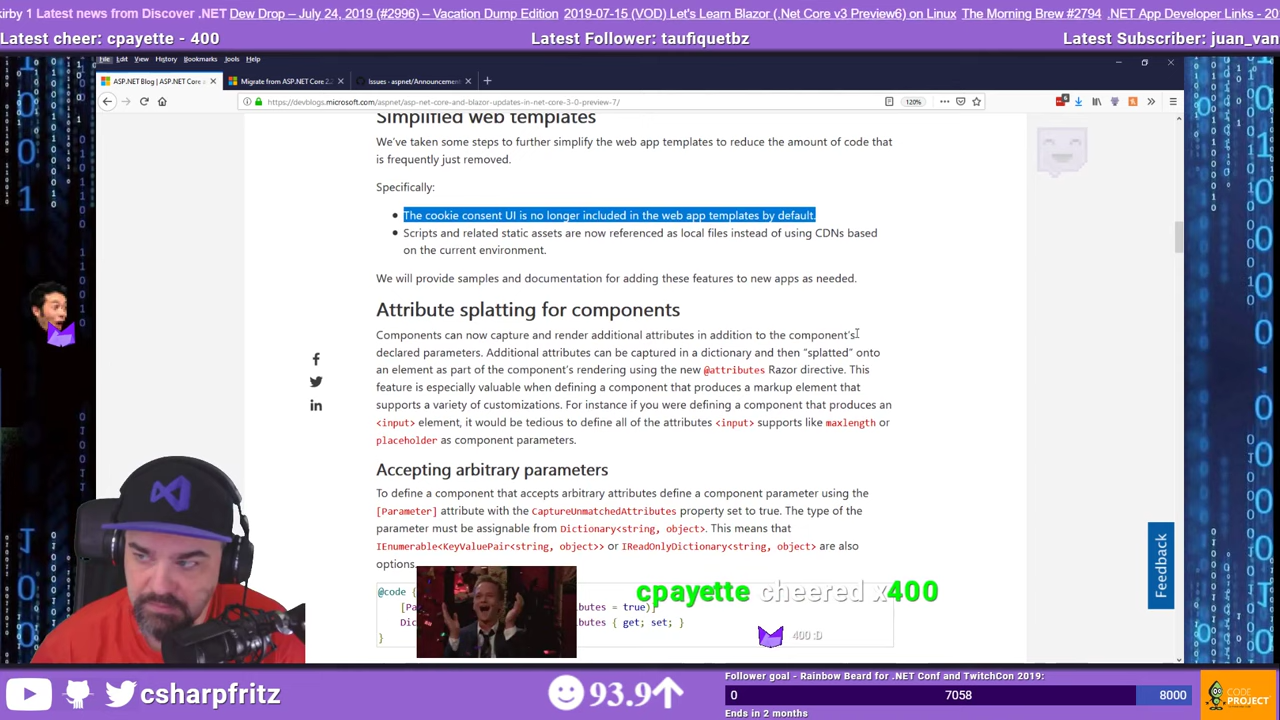 kirby 1 Latest news from Discover .NET Dew Drop – July 24, 2019 (#2996) – Vacation Dump Edition 2019-07-15 (VOD) Let's Learn Blazor (.Net Core v3 Preview6) on Linux The Morning Brew #2794 .NET App Developer Links - 20
Latest cheer: cpayette - 400
Latest Follower: taufiquetbz
Latest Subscriber: juan_van
File Edit View History Bookmarks Tools Help
ASP.NET Blog | ASP.NET Core
Migrate from ASP.NET Core 2.2
Issues - aspnet/Announcement
https://devblogs.microsoft.com/aspnet/asp-net-core-and-blazor-updates-in-net-core-3-0-preview-7/
120%
Simplified web templates
We've taken some steps to further simplify the web app templates to reduce the amount of code that
is frequently just removed.
Specifically:
• The cookie consent UI is no longer included in the web app templates by default.
• Scripts and related static assets are now referenced as local files instead of using CDNs based
on the current environment.
We will provide samples and documentation for adding these features to new apps as needed.
Attribute splatting for components
Components can now capture and render additional attributes in addition to the component's
declared parameters. Additional attributes can be captured in a dictionary and then “splatted” onto
an element as part of the component's rendering using the new @attributes Razor directive. This
feature is especially valuable when defining a component that produces a markup element that
supports a variety of customizations. For instance if you were defining a component that produces an
<input> element, it would be tedious to define all of the attributes <input> supports like maxlength or
placeholder as component parameters.
Accepting arbitrary parameters
To define a component that accepts arbitrary attributes define a component parameter using the
[Parameter] attribute with the CaptureUnmatchedAttributes property set to true. The type of the
parameter must be assignable from Dictionary<string, object>. This means that
IEnumerable<KeyValuePair<string, object>> or IReadOnlyDictionary<string, object> are also
options.
@code {
[Pa
ibutes = true)]
Dic
ibutes { get; set; }
}
Feedback
cpayette cheered x400
400 :D
csharpfritz
93.9
Follower goal - Rainbow Beard for .NET Conf and TwitchCon 2019:
0
7058
8000
Ends in 2 months
CODE
PROJECT